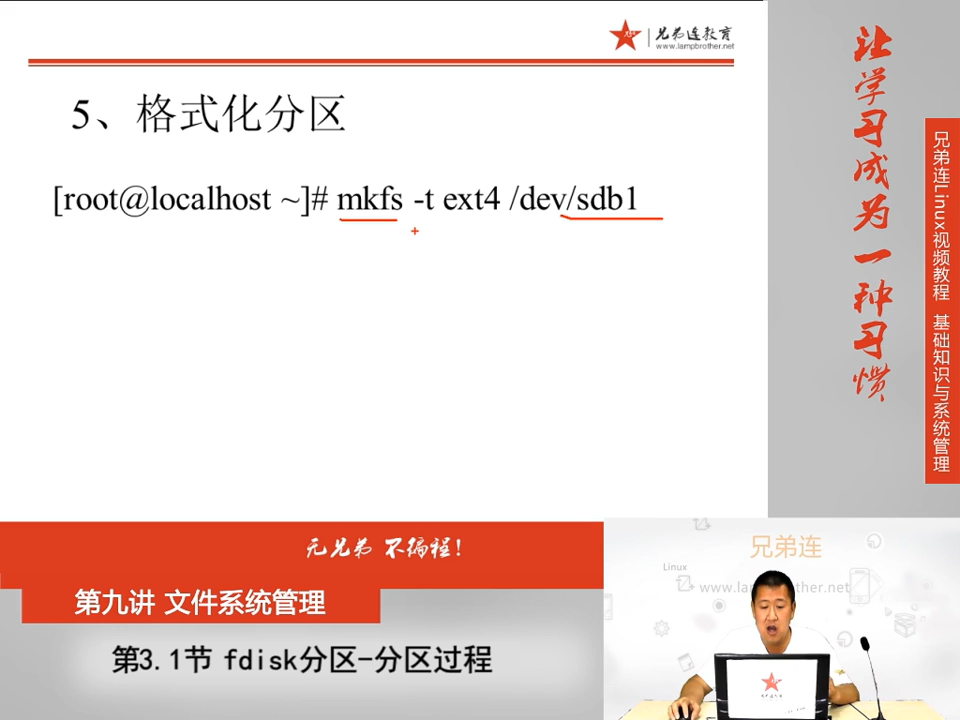 兄弟连教育
www.lampbrother.net
5、格式化分区
[root@localhost ~]# mkfs -t ext4 /dev/sdb1
让学习成为一种习惯
兄弟连Linux视频教程 基础知识与系统管理
无兄弟 不编程!
第九讲 文件系统管理
第3.1节 fdisk分区-分区过程
兄弟连
Linux